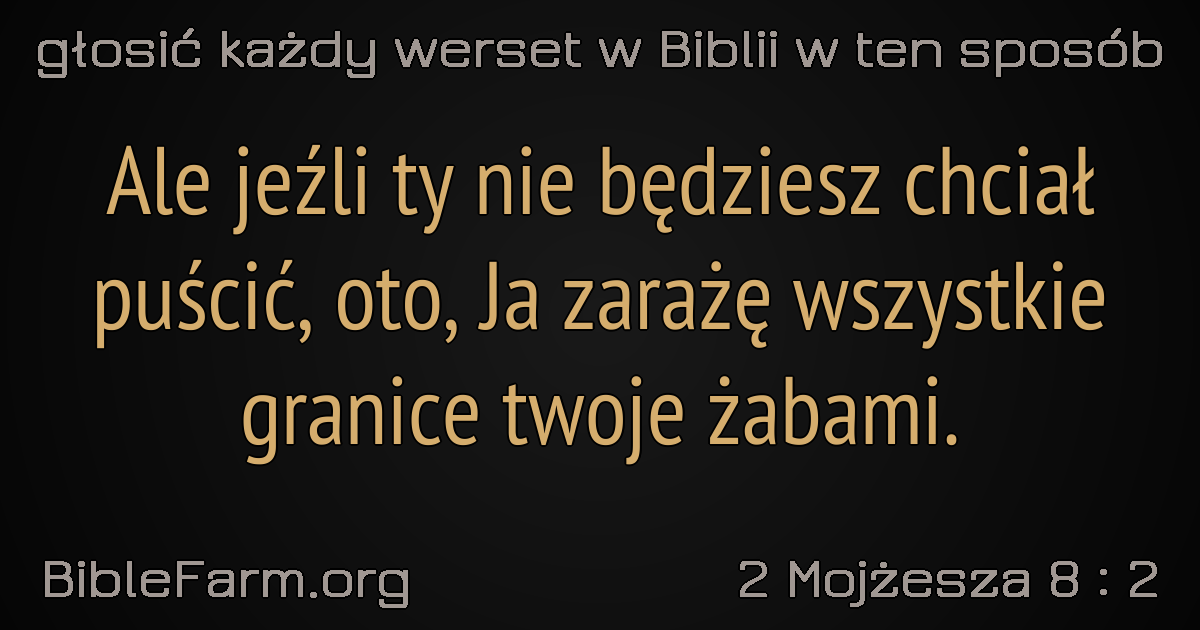 głosić każdy werset w Biblii w ten sposób
Ale jeźli ty nie będziesz chciał
puścić, oto, Ja zarażę wszystkie
granice twoje żabami.
BibleFarm.org
2 Mojżesza 8 : 2